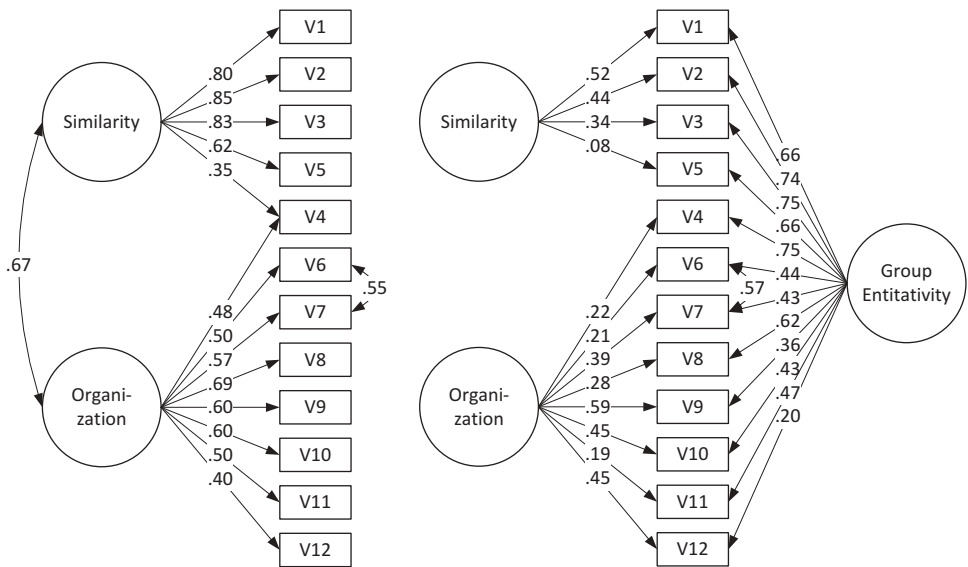 V1
V2
V3
V5
V4
V6
V7
V8
V9
V10
V11
V12
Similarity
Organi-
zation
.80
.85
.83
.62
.35
.67
.55
.48
.50
.57
.69
.60
.60
.50
.40
V1
V2
V3
V5
V4
V6
V7
V8
V9
V10
V11
V12
Similarity
Organi-
zation
.52
.44
.34
.08
.22
.21
.39
.28
.59
.45
.19
.45
.57
.66
.74
.75
.66
.75
.44
.43
.62
.36
.43
.47
.20
Group
Entitativity